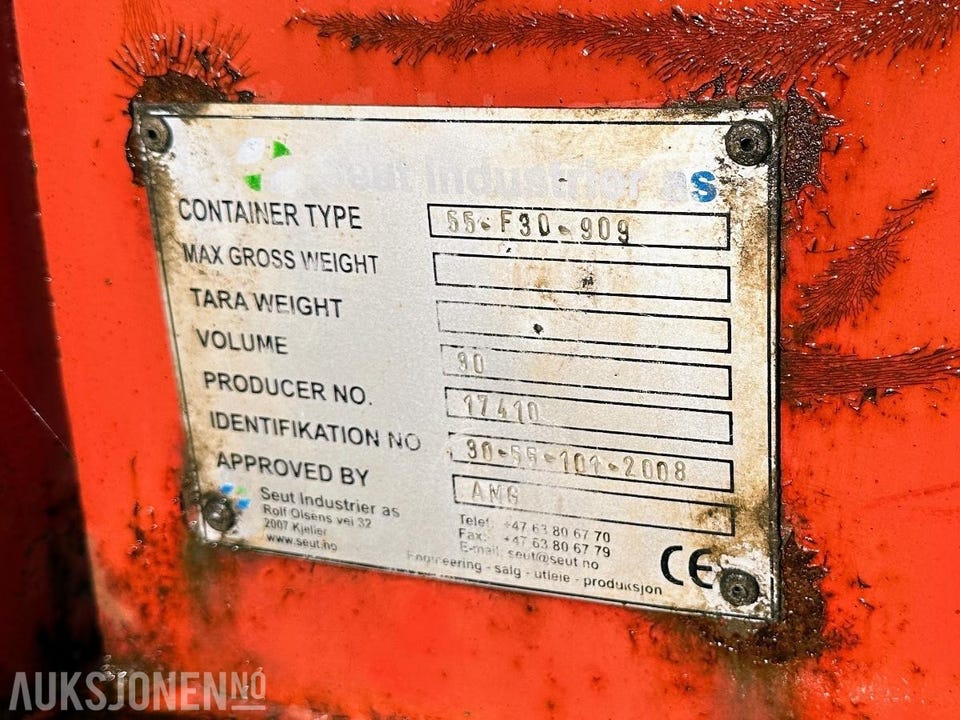 Seut Industrier as
CONTAINER TYPE 55-F30-909
MAX GROSS WEIGHT
TARA WEIGHT
VOLUME 30
PRODUCER NO. 17410
IDENTIFIKATION NO 30-55-101-2008
APPROVED BY AMG
Seut Industrier as
Rolf Olsens vei 32
2007 Kjeller
www.seut.no
Telef: +47 63 80 67 70
Fax: +47 63 80 67 79
E-mail: seut@seut.no
Engineering - salg - utleie - produksjon
CE
AUKSJONEN NO